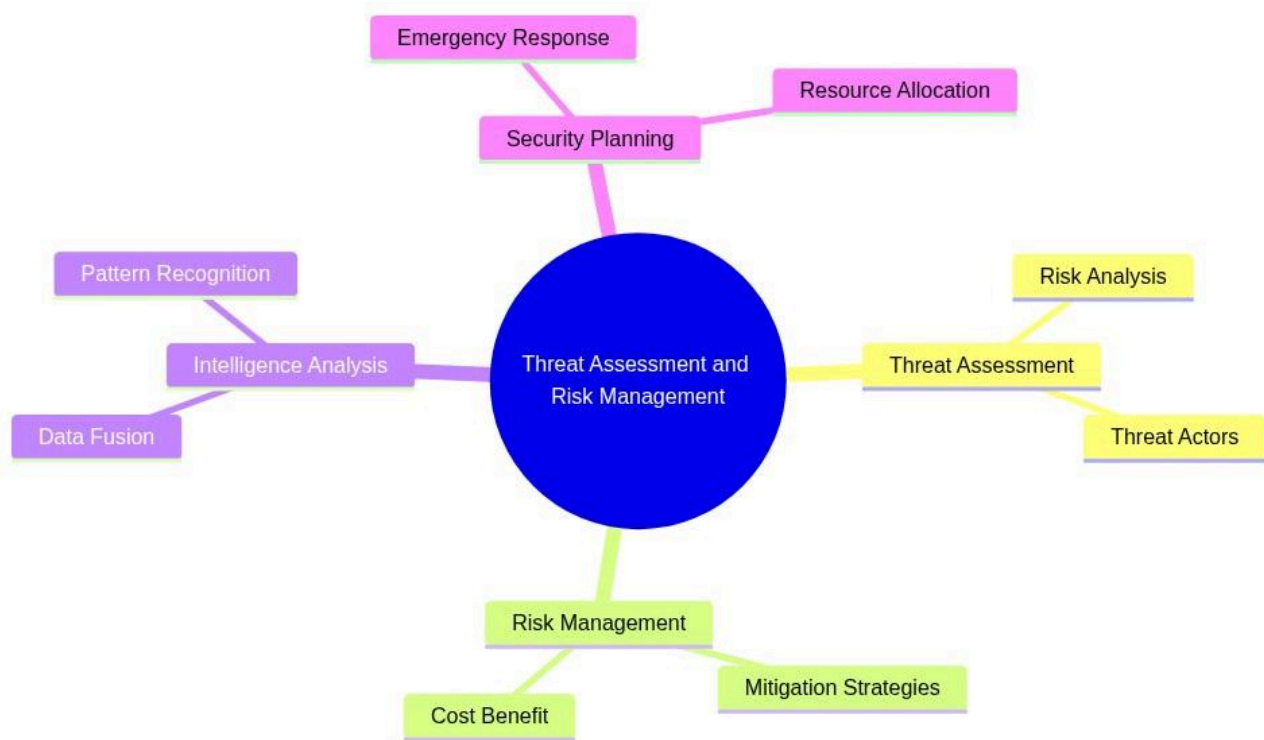 Emergency Response
Resource Allocation
Security Planning
Pattern Recognition
Risk Analysis
Intelligence Analysis
Threat Assessment and
Risk Management
Threat Assessment
Data Fusion
Threat Actors
Risk Management
Mitigation Strategies
Cost Benefit